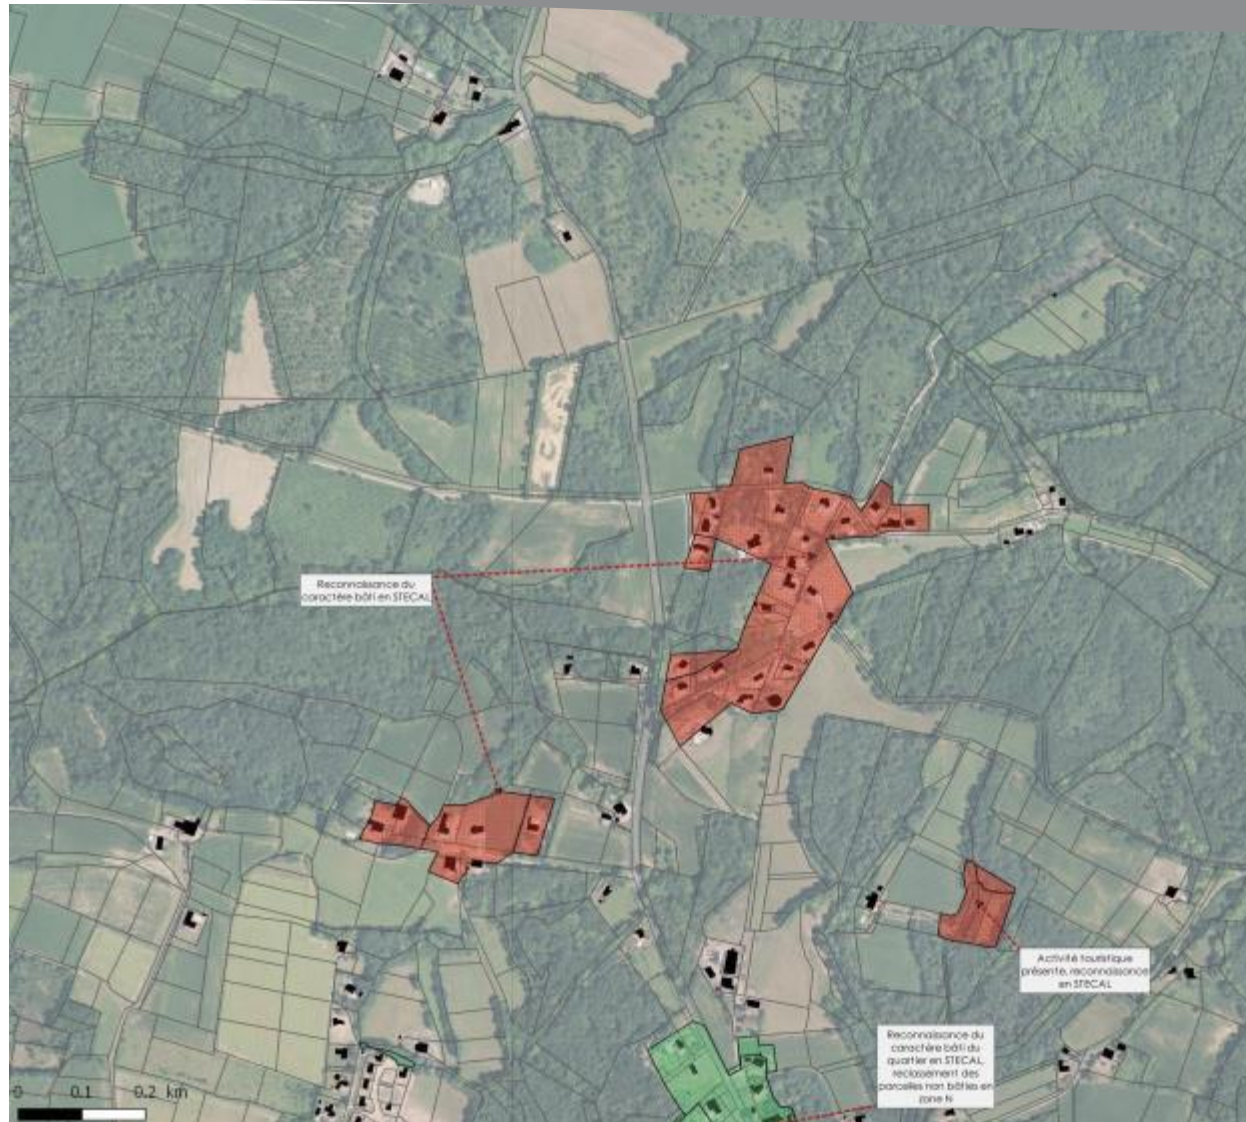 Reconnaissance du
caractère bâti en STECAL
Activité touristique
présente, reconnaissance
en STECAL
Reconnaissance du
caractère bâti du
quartier en STECAL,
reclassement des
parcelles non bâties en
zone N
0 0.1 0.2 km